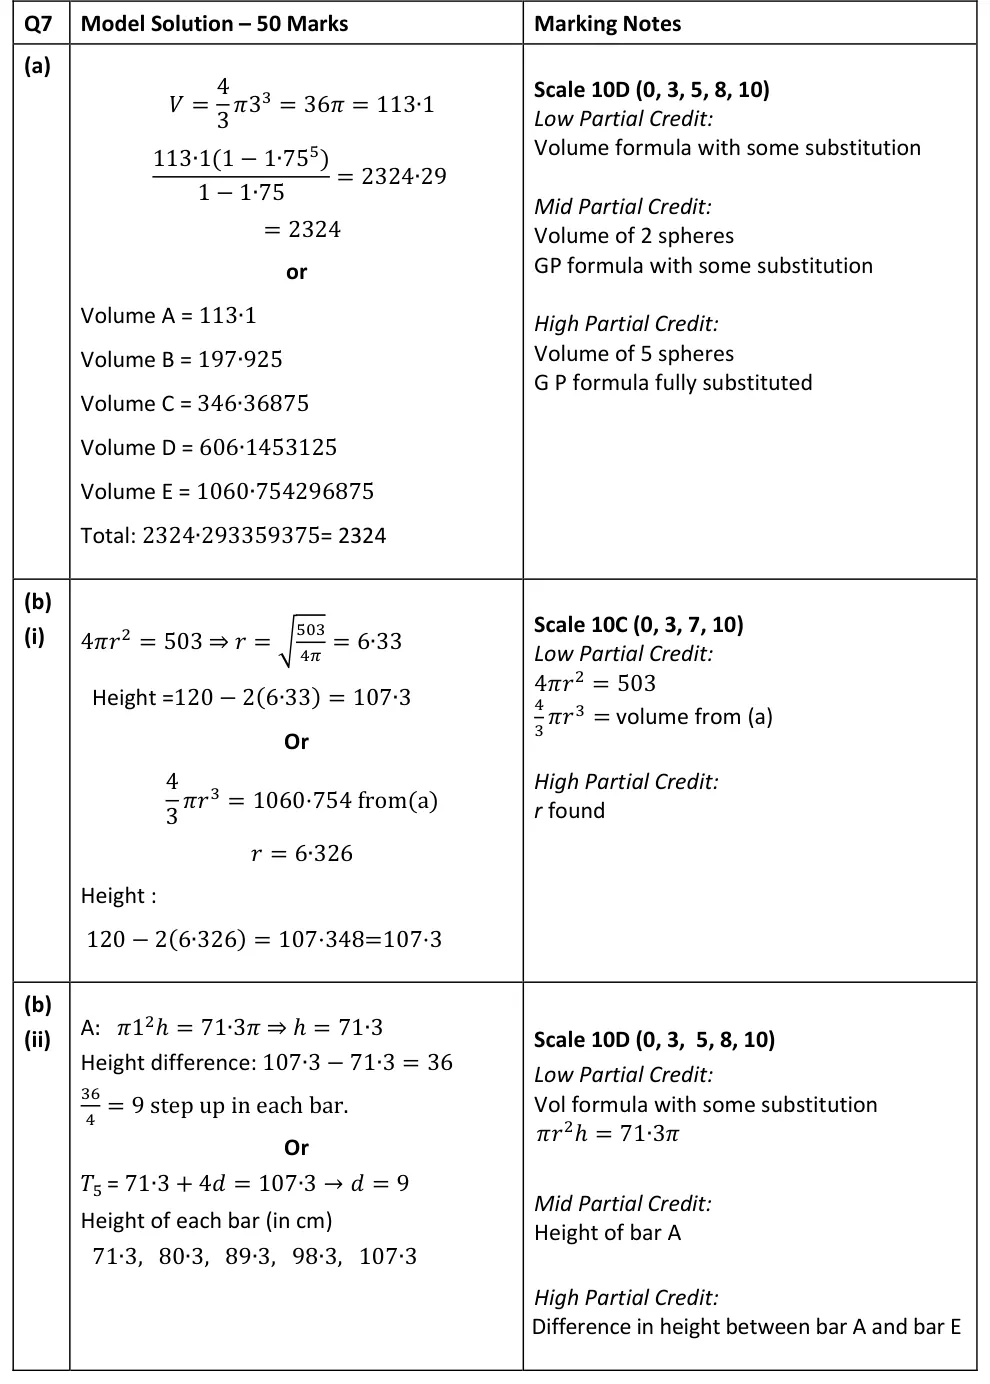 Q7 Model Solution – 50 Marks Marking Notes
(a)
V = 4/3 π3³ = 36π = 113·1
113·1(1 − 1·75⁵) / 1 − 1·75 = 2324·29
= 2324
or
Volume A = 113·1
Volume B = 197·925
Volume C = 346·36875
Volume D = 606·1453125
Volume E = 1060·754296875
Total: 2324·293359375= 2324
Scale 10D (0, 3, 5, 8, 10)
Low Partial Credit:
Volume formula with some substitution
Mid Partial Credit:
Volume of 2 spheres
GP formula with some substitution
High Partial Credit:
Volume of 5 spheres
G P formula fully substituted
(b)
(i)
4πr² = 503 ⇒ r = √(503/4π) = 6·33
Height =120 − 2(6·33) = 107·3
Or
4/3 πr³ = 1060·754 from(a)
r = 6·326
Height :
120 − 2(6·326) = 107·348=107·3
Scale 10C (0, 3, 7, 10)
Low Partial Credit:
4πr² = 503
4/3 πr³ = volume from (a)
High Partial Credit:
r found
(b)
(ii)
A: π1²h = 71·3π ⇒ h = 71·3
Height difference: 107·3 − 71·3 = 36
36/4 = 9 step up in each bar.
Or
T₅ = 71·3 + 4d = 107·3 → d = 9
Height of each bar (in cm)
71·3, 80·3, 89·3, 98·3, 107·3
Scale 10D (0, 3, 5, 8, 10)
Low Partial Credit:
Vol formula with some substitution
πr²h = 71·3π
Mid Partial Credit:
Height of bar A
High Partial Credit:
Difference in height between bar A and bar E